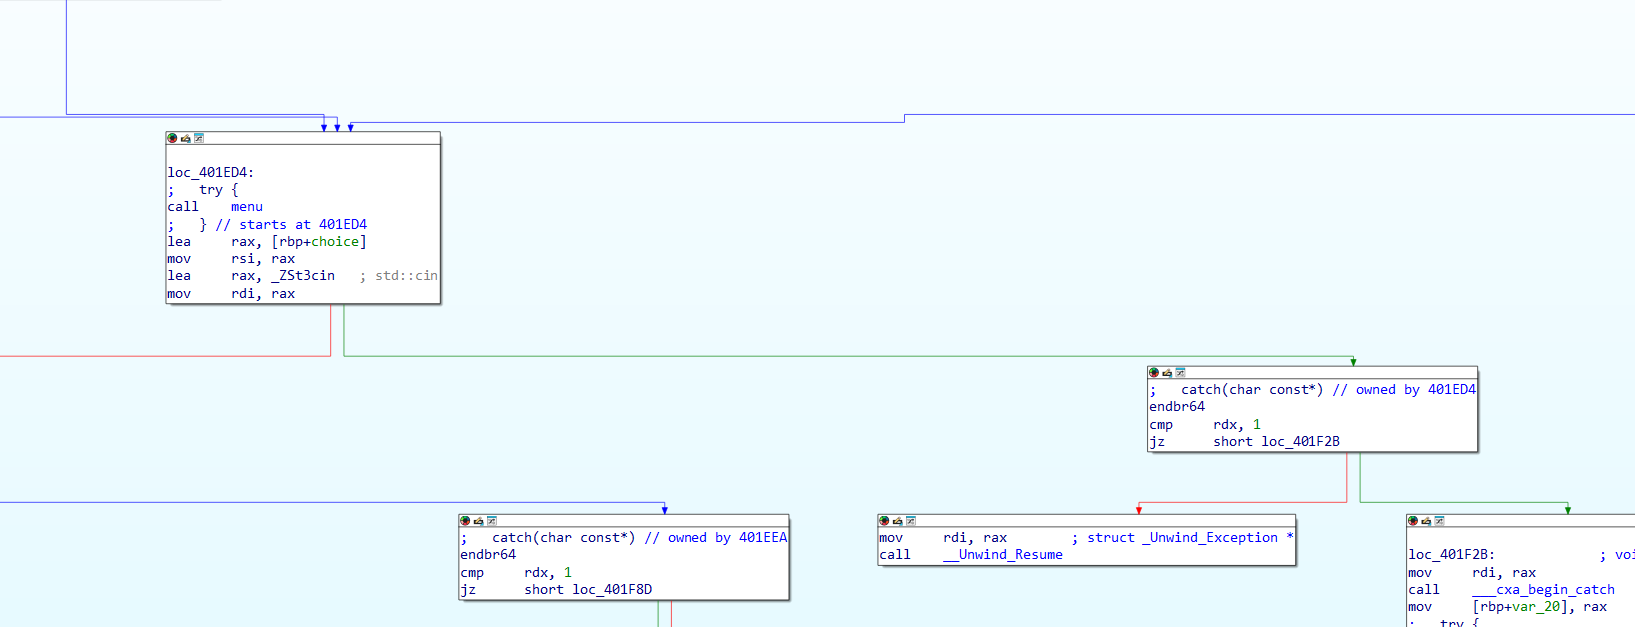 loc_401ED4:
;   try {
call    menu
;   } // starts at 401ED4
lea     rax, [rbp+choice]
mov     rsi, rax
lea     rax, _ZSt3cin   ; std::cin
mov     rdi, rax
;   catch(char const*) // owned by 401ED4
endbr64
cmp     rdx, 1
jz      short loc_401F2B
;   catch(char const*) // owned by 401EEA
endbr64
cmp     rdx, 1
jz      short loc_401F8D
mov     rdi, rax        ; struct _Unwind_Exception *
call    __Unwind_Resume
loc_401F2B:             ; voi
mov     rdi, rax
call    ___cxa_begin_catch
mov     [rbp+var_20], rax
;   try {